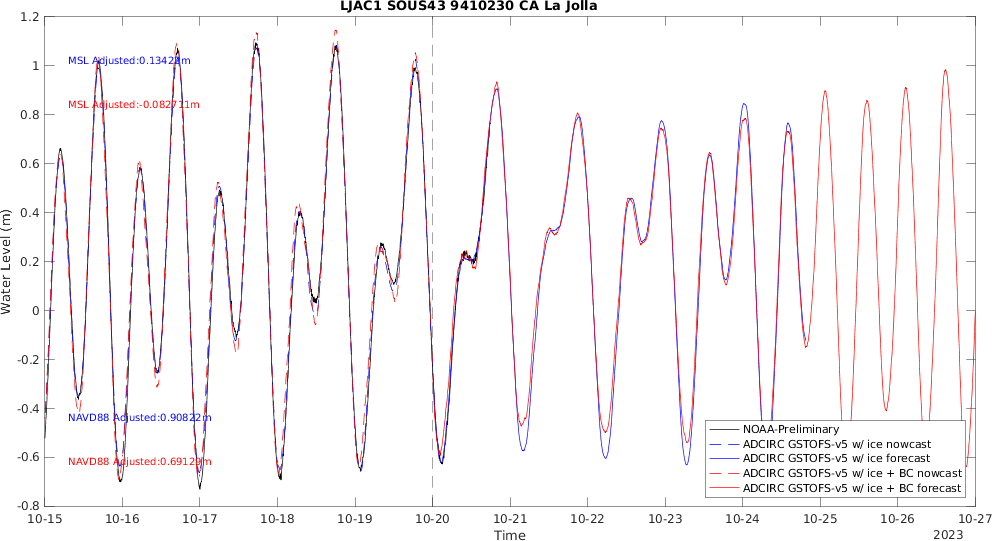 LJAC1 SOUS43 9410230 CA La Jolla
1.2
1
0.8
0.6
0.4
0.2
0
-0.2
-0.4
-0.6
-0.8
Water Level (m)
MSL Adjusted:0.13422m
MSL Adjusted:-0.082711m
NAVD88 Adjusted:0.90822m
NAVD88 Adjusted:0.69129m
NOAA-Preliminary
ADCIRC GSTOFS-v5 w/ ice nowcast
ADCIRC GSTOFS-v5 w/ ice forecast
ADCIRC GSTOFS-v5 w/ ice + BC nowcast
ADCIRC GSTOFS-v5 w/ ice + BC forecast
10-15 10-16 10-17 10-18 10-19 10-20 10-21 10-22 10-23 10-24 10-25 10-26 10-27
Time
2023